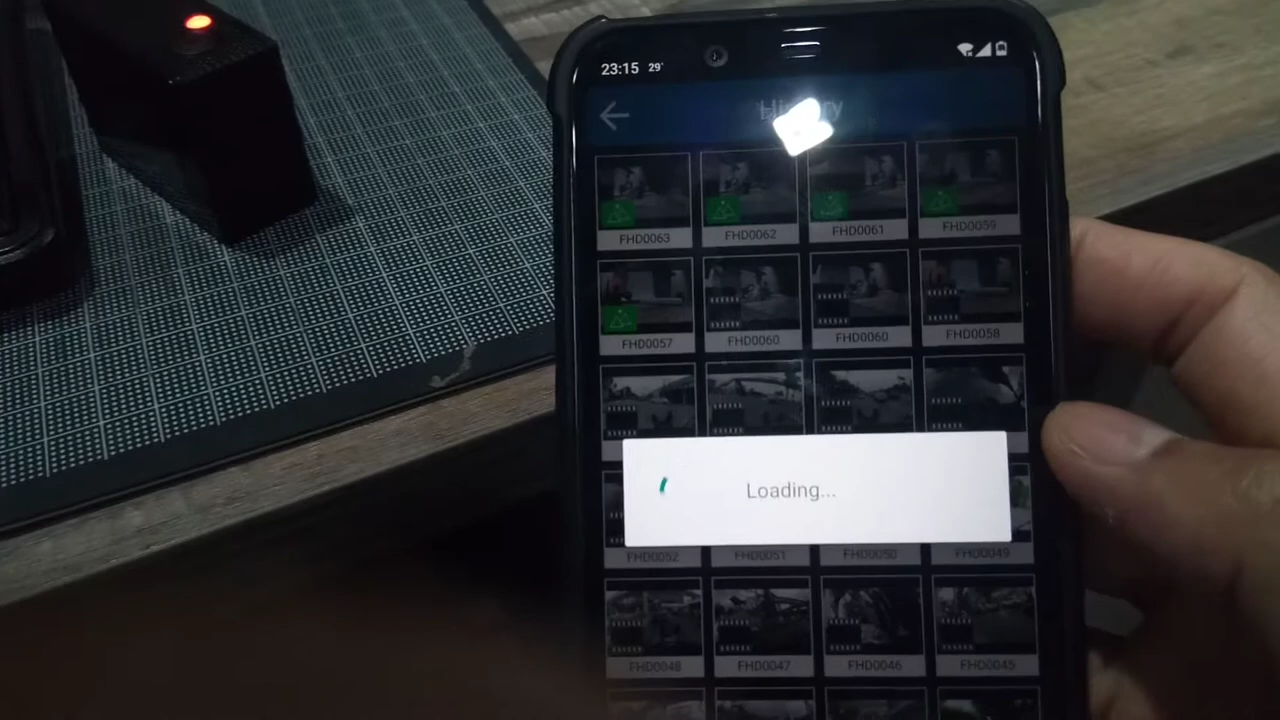 23:15 29°
History
FHD0063 FHD0062 FHD0061 FHD0059
FHD0057 FHD0060 FHD0060 FHD0058
Loading...
FHD0052 FHD0051 FHD0050 FHD0049
FHD0048 FHD0047 FHD0046 FHD0045